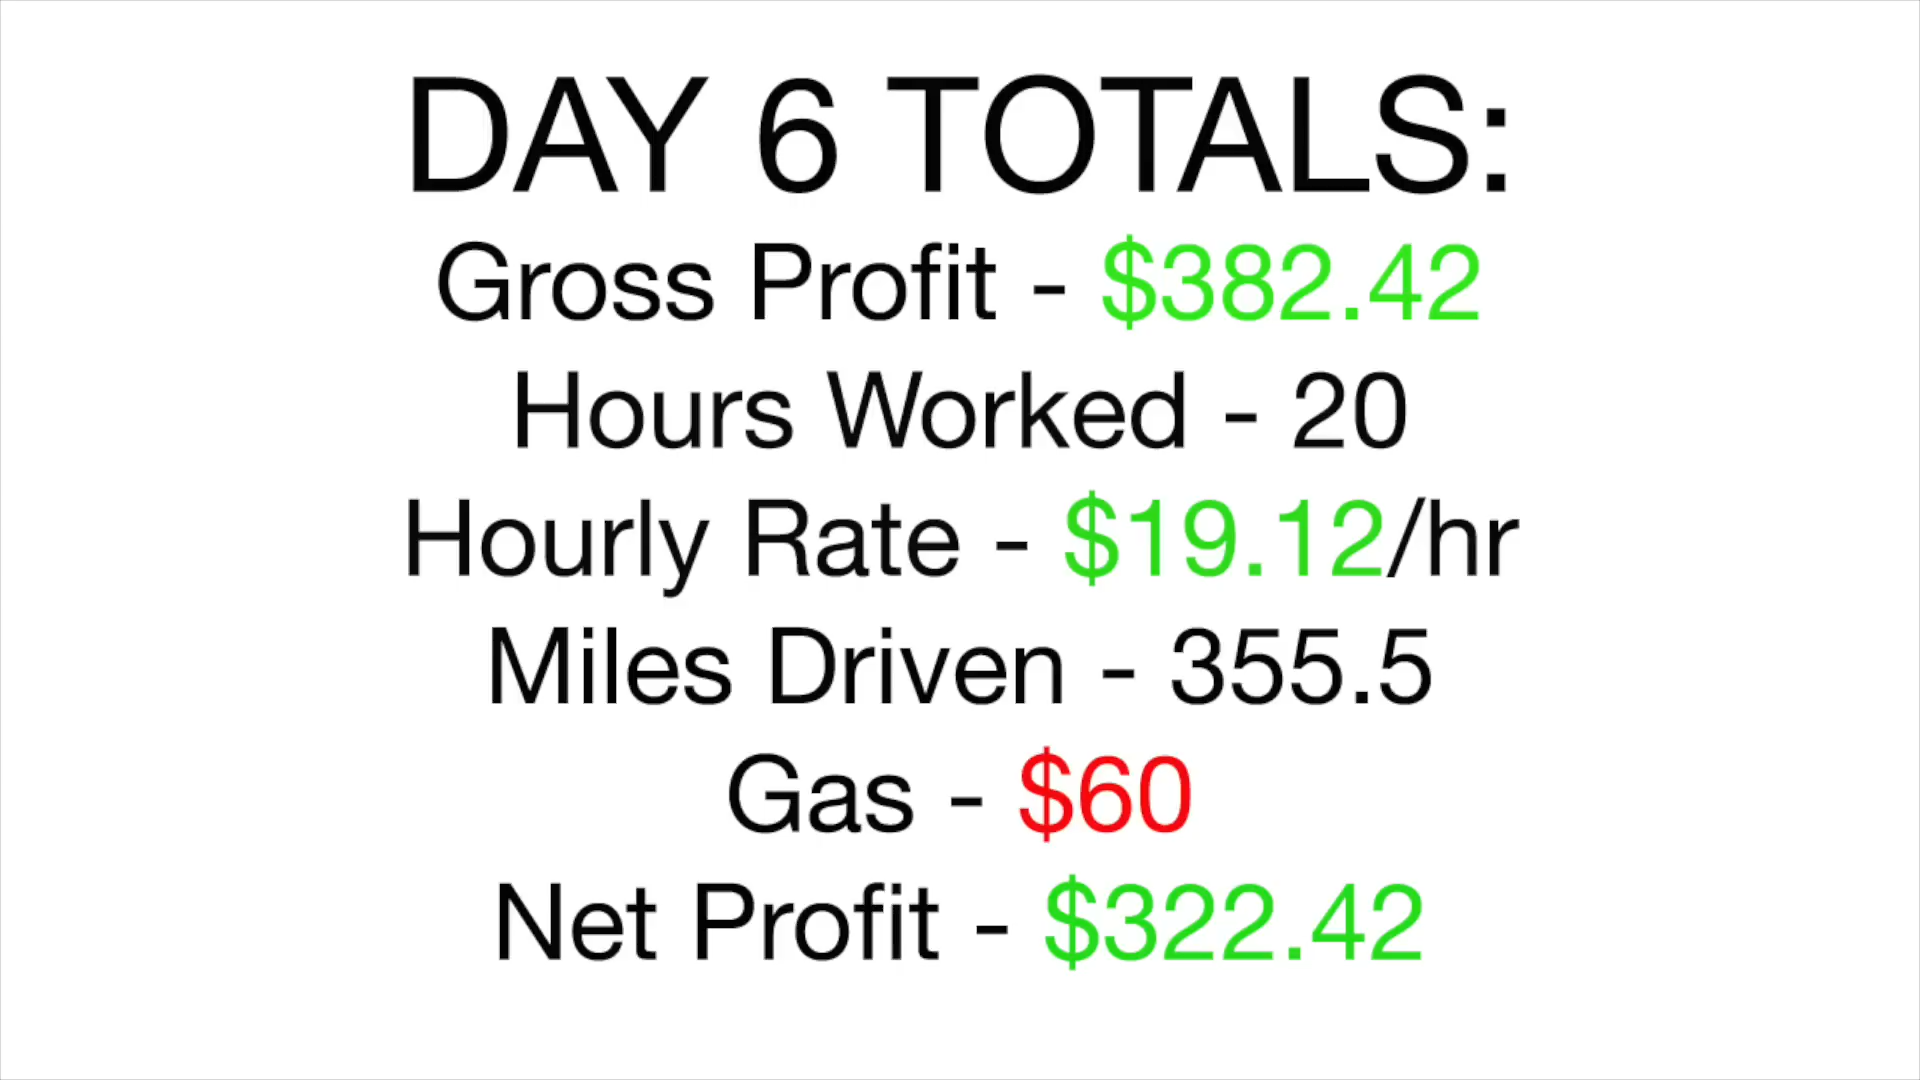 DAY 6 TOTALS:
Gross Profit - $382.42
Hours Worked - 20
Hourly Rate - $19.12/hr
Miles Driven - 355.5
Gas - $60
Net Profit - $322.42